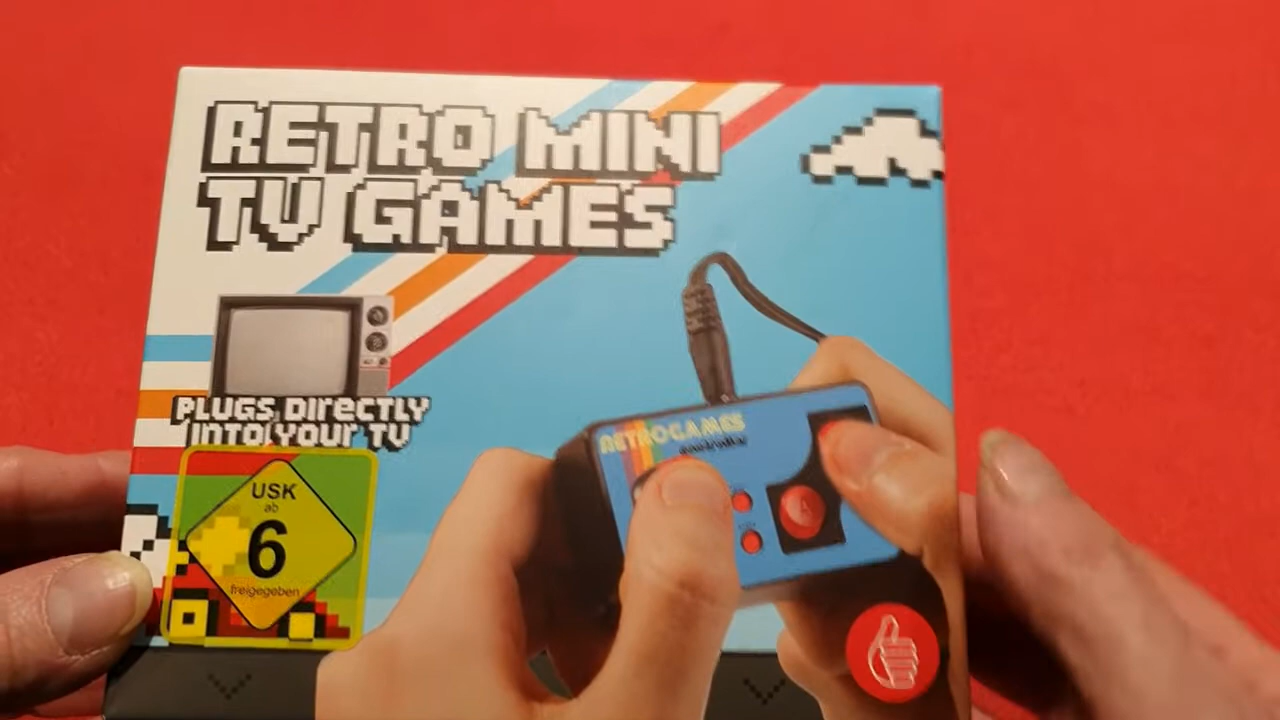 RETRO MINI
TV GAMES
PLUGS DIRECTLY
INTO YOUR TV
USK
ab
6
freigegeben
RETROGAMES
A